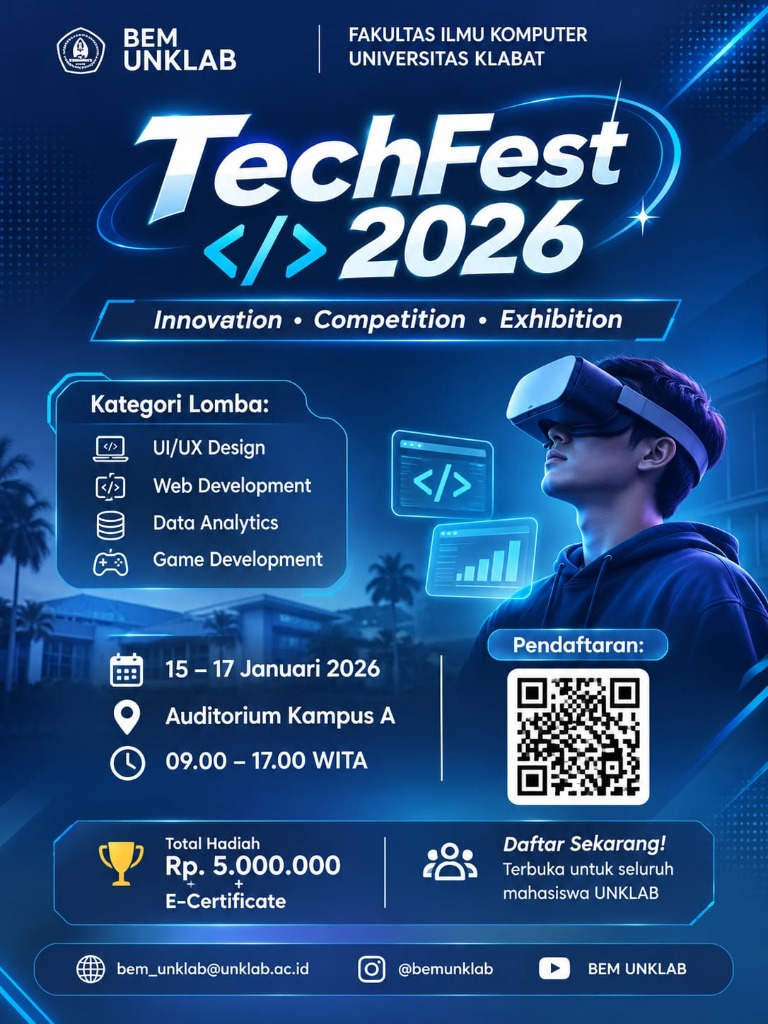 BEM
UNKLAB
FAKULTAS ILMU KOMPUTER
UNIVERSITAS KLABAT
TechFest
</> 2026
Innovation • Competition • Exhibition
Kategori Lomba:
</> UI/UX Design
</> Web Development
Data Analytics
Game Development
</>
15 – 17 Januari 2026
Auditorium Kampus A
09.00 – 17.00 WITA
Pendaftaran:
Total Hadiah
Rp. 5.000.000
+ +
E-Certificate
Daftar Sekarang!
Terbuka untuk seluruh
mahasiswa UNKLAB
bem_unklab@unklab.ac.id
@bemunklab
BEM UNKLAB